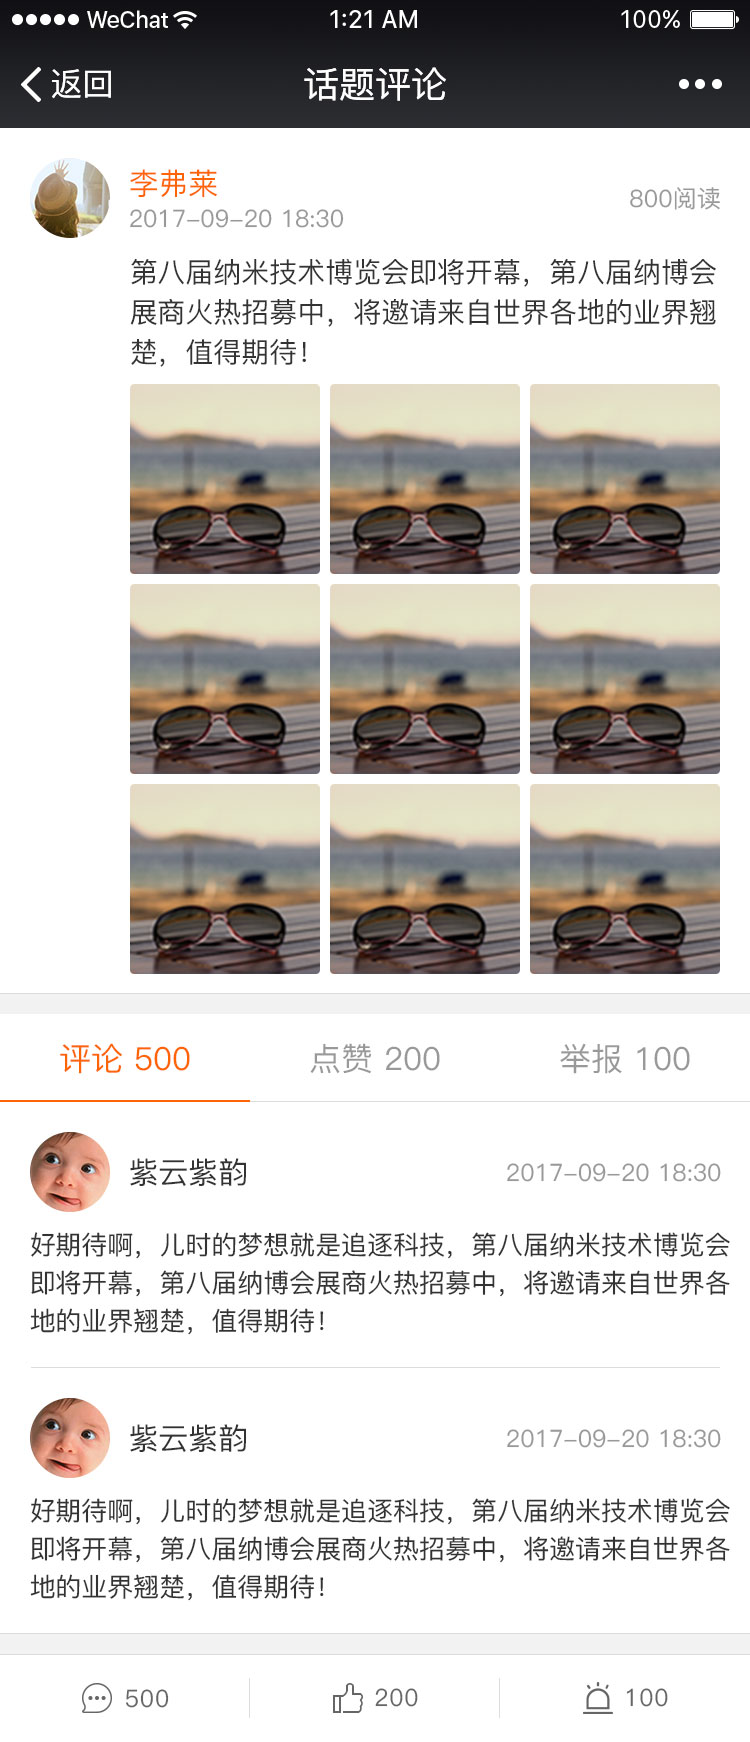 WeChat 1:21 AM 100%
返回 话题评论
李弗莱
2017-09-20 18:30
800阅读
第八届纳米技术博览会即将开幕，第八届纳博会
展商火热招募中，将邀请来自世界各地的业界翘
楚，值得期待！
评论 500 点赞 200 举报 100
紫云紫韵 2017-09-20 18:30
好期待啊，儿时的梦想就是追逐科技，第八届纳米技术博览会
即将开幕，第八届纳博会展商火热招募中，将邀请来自世界各
地的业界翘楚，值得期待！
紫云紫韵 2017-09-20 18:30
好期待啊，儿时的梦想就是追逐科技，第八届纳米技术博览会
即将开幕，第八届纳博会展商火热招募中，将邀请来自世界各
地的业界翘楚，值得期待！
500 200 100